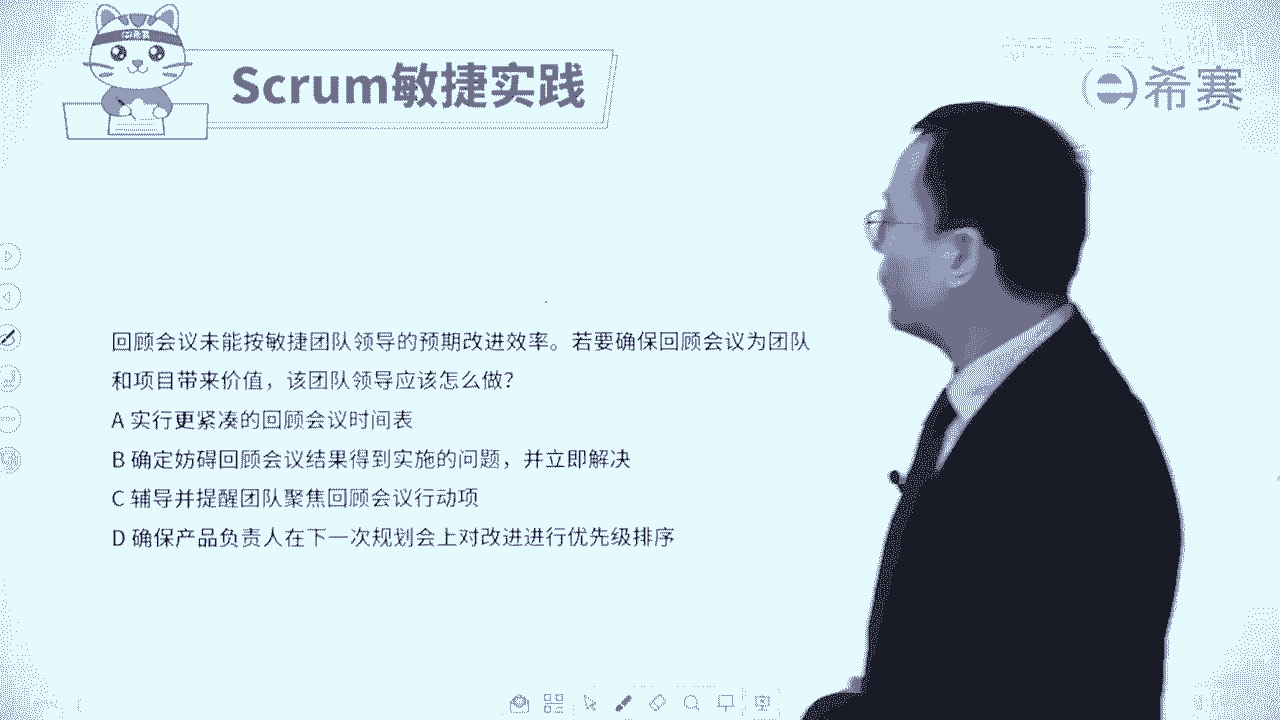 Scrum敏捷实践
希赛
回顾会议未能按敏捷团队领导的预期改进效率。若要确保回顾会议为团队
和项目带来价值，该团队领导应该怎么做？
A 实行更紧凑的回顾会议时间表
B 确定妨碍回顾会议结果得到实施的问题，并立即解决
C 辅导并提醒团队聚焦回顾会议行动项
D 确保产品负责人在下一次规划会上对改进进行优先级排序